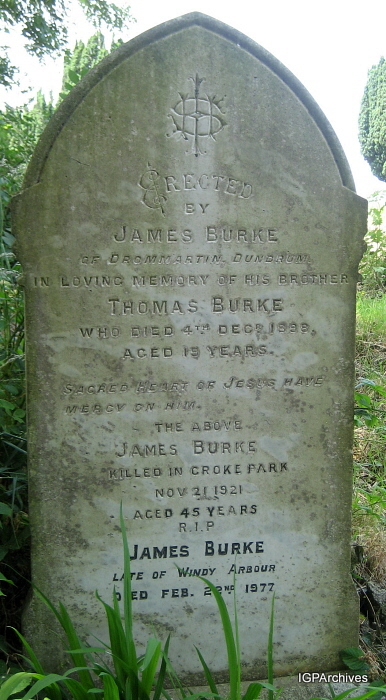 IHS
ERECTED
BY
JAMES BURKE
OF DROMMARTIN, DUNDRUM,
IN LOVING MEMORY OF HIS BROTHER
THOMAS BURKE
WHO DIED 4TH DECR 1898,
AGED 19 YEARS.
SACRED HEART OF JESUS HAVE
MERCY ON HIM.
THE ABOVE
JAMES BURKE
KILLED IN CROKE PARK
NOV 21 1921
AGED 45 YEARS
R.I.P
JAMES BURKE
LATE OF WINDY ARBOUR
DIED FEB. 22ND 1977
IGPArchives